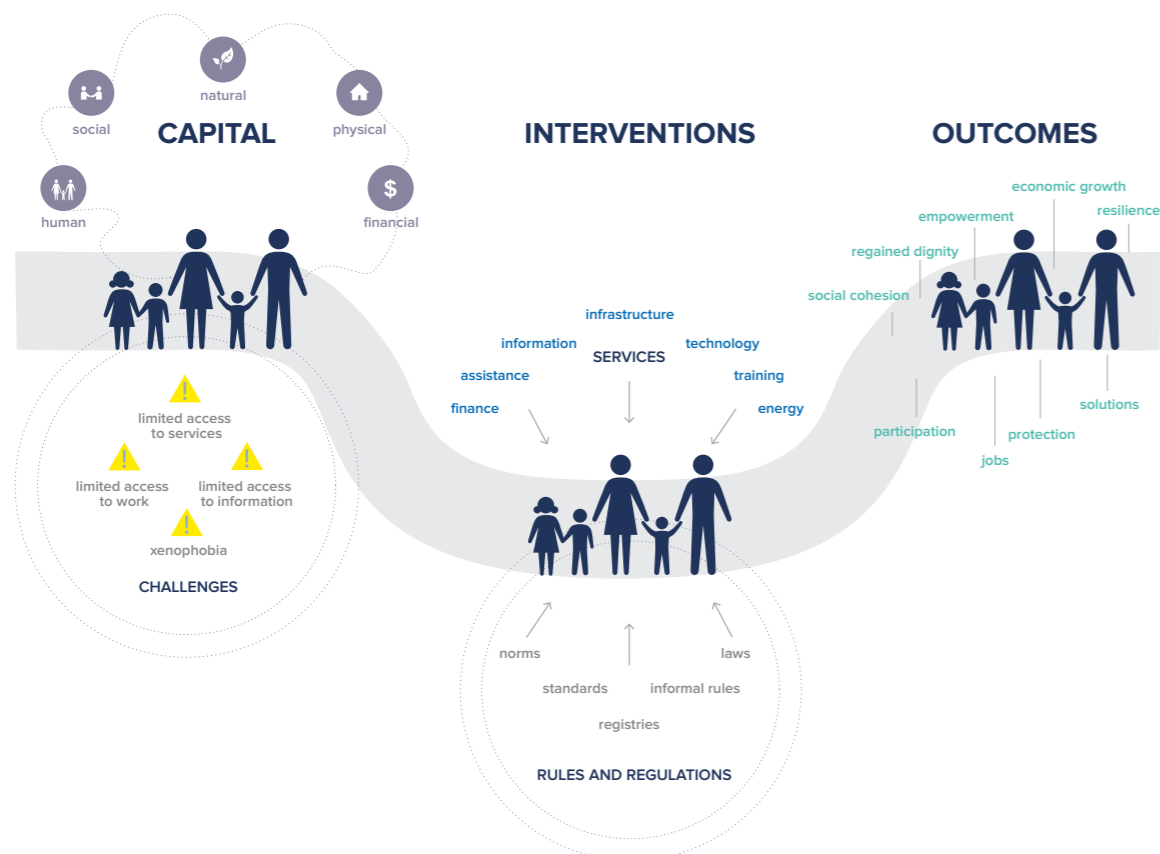 natural
social
physical
CAPITAL
human
$
financial
limited access
to services
limited access
to work
limited access
to information
xenophobia
CHALLENGES
INTERVENTIONS
infrastructure
information
SERVICES
technology
assistance
training
finance
energy
norms
laws
standards
informal rules
registries
RULES AND REGULATIONS
OUTCOMES
economic growth
resilience
empowerment
regained dignity
social cohesion
solutions
participation
protection
jobs